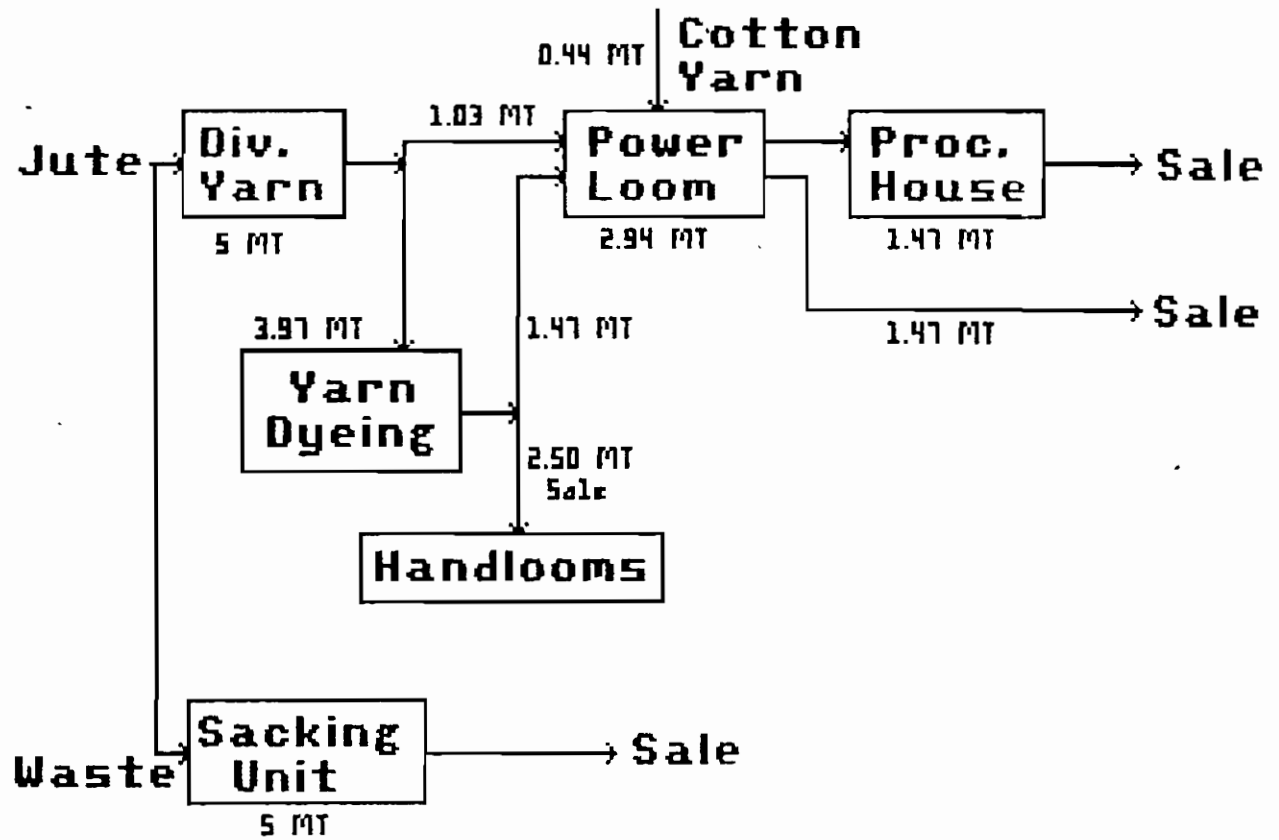 Cotton
Yarn
0.44 MT
1.03 MT
Jute
Div.
Yarn
5 MT
Power
Loom
2.94 MT
Proc.
House
1.47 MT
Sale
Sale
1.47 MT
3.97 MT
1.47 MT
Yarn
Dyeing
2.50 MT
Sale
Handlooms
Waste
Sacking
Unit
5 MT
Sale